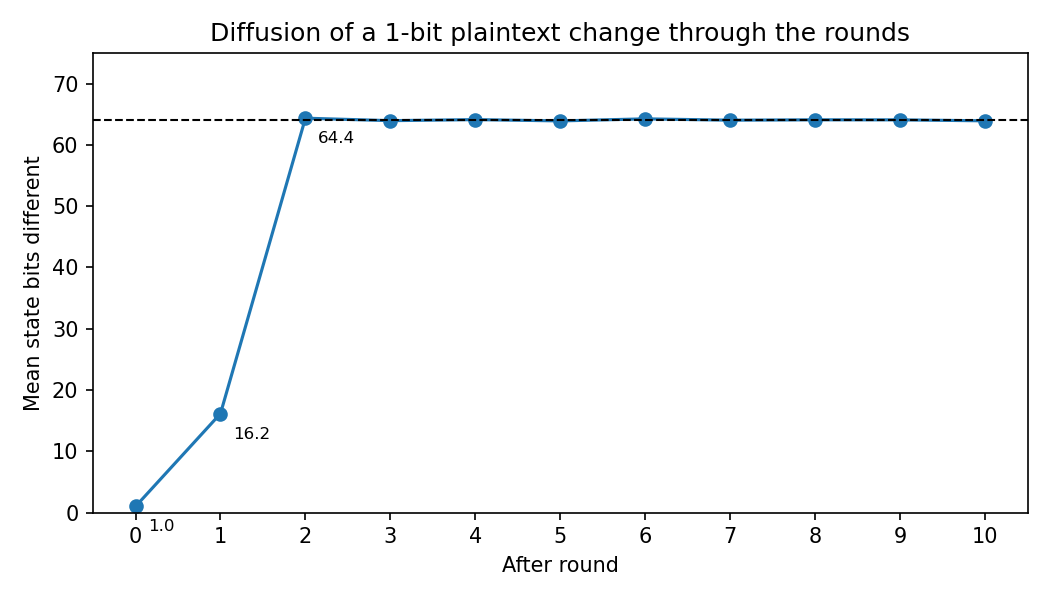 Diffusion of a 1-bit plaintext change through the rounds
Mean state bits different
70
60
50
40
30
20
10
0
64.4
16.2
1.0
0 1 2 3 4 5 6 7 8 9 10
After round